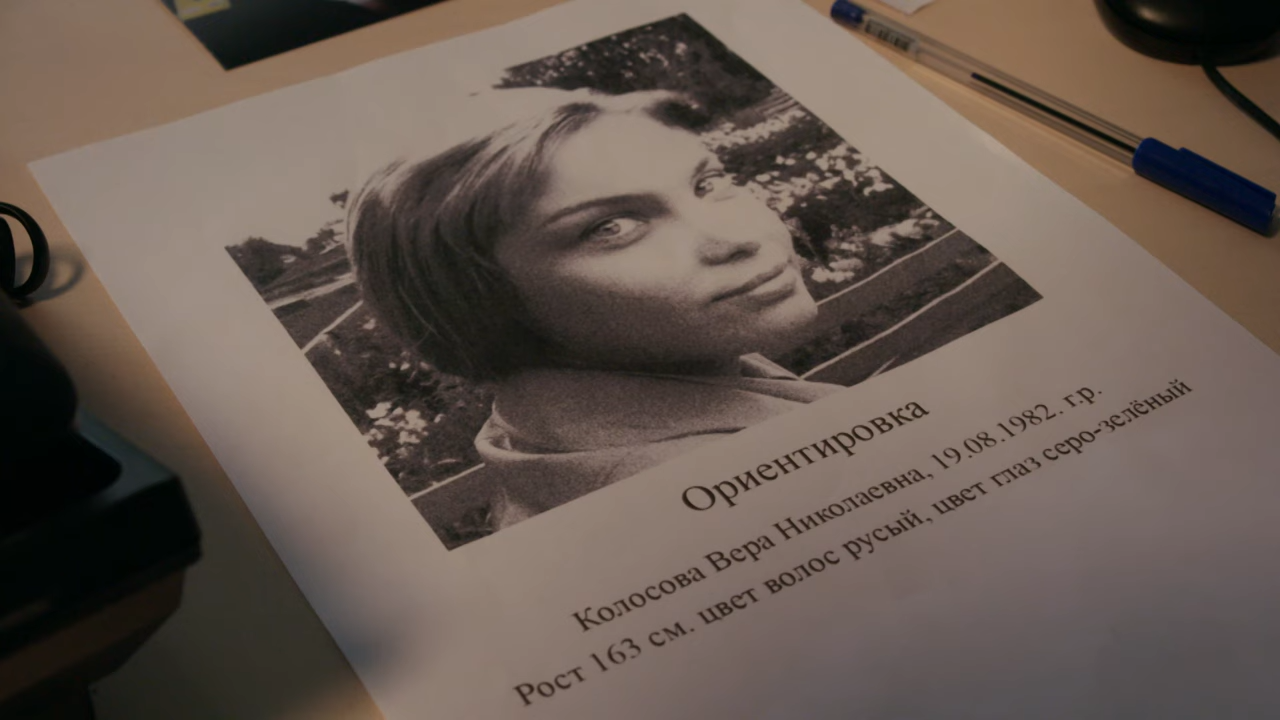 Ориентировка
Колосова Вера Николаевна, 19.08.1982. г.р.
Рост 163 см. цвет волос русый, цвет глаз серо-зелёный